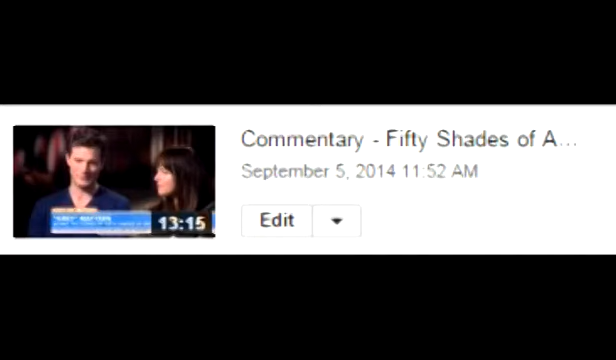 Commentary - Fifty Shades of A...
September 5, 2014 11:52 AM
13:15
Edit